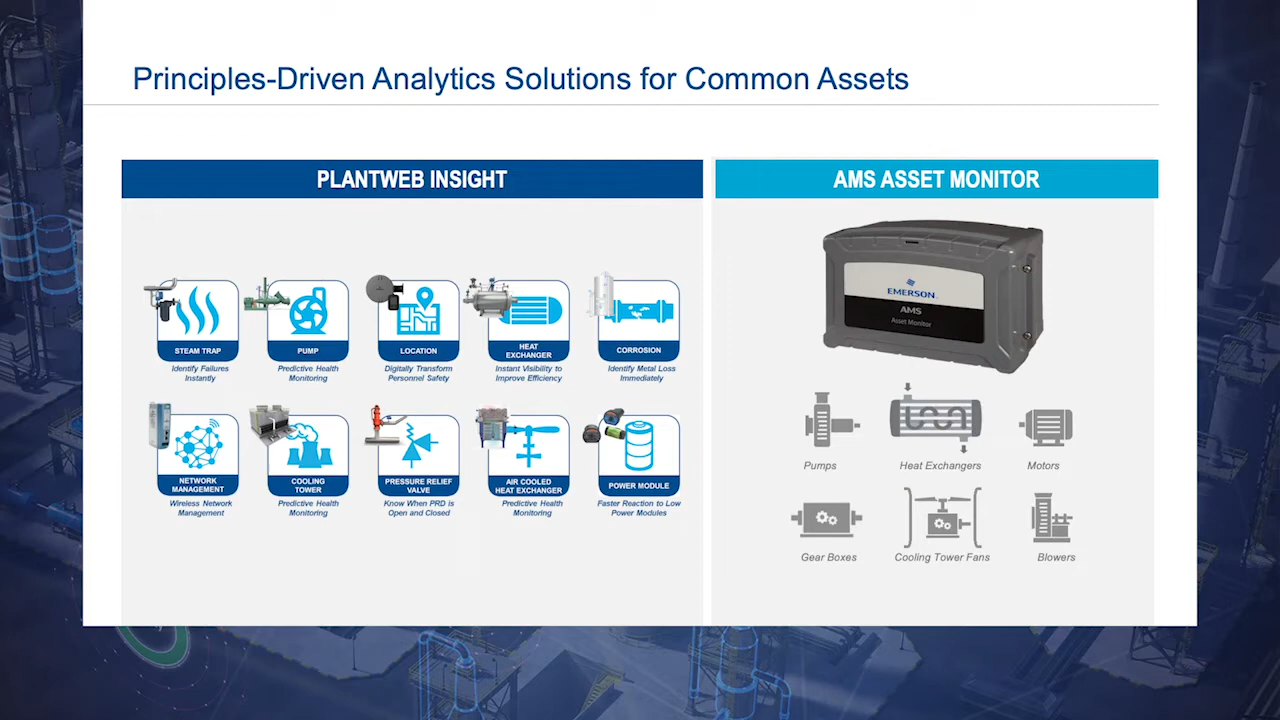 Principles-Driven Analytics Solutions for Common Assets
PLANTWEB INSIGHT
STEAM TRAP
Identify Failures
Instantly
PUMP
Predictive Health
Monitoring
LOCATION
Digitally Transform
Personnel Safety
HEAT
EXCHANGER
Instant Visibility to
Improve Efficiency
CORROSION
Identify Metal Loss
Immediately
NETWORK
MANAGEMENT
Wireless Network
Management
COOLING
TOWER
Predictive Health
Monitoring
PRESSURE RELIEF
VALVE
Know When PRD is
Open and Closed
AIR COOLED
HEAT EXCHANGER
Predictive Health
Monitoring
POWER MODULE
Faster Reaction to Low
Power Modules
AMS ASSET MONITOR
EMERSON
AMS
Asset Monitor
Pumps
Heat Exchangers
Motors
Gear Boxes
Cooling Tower Fans
Blowers